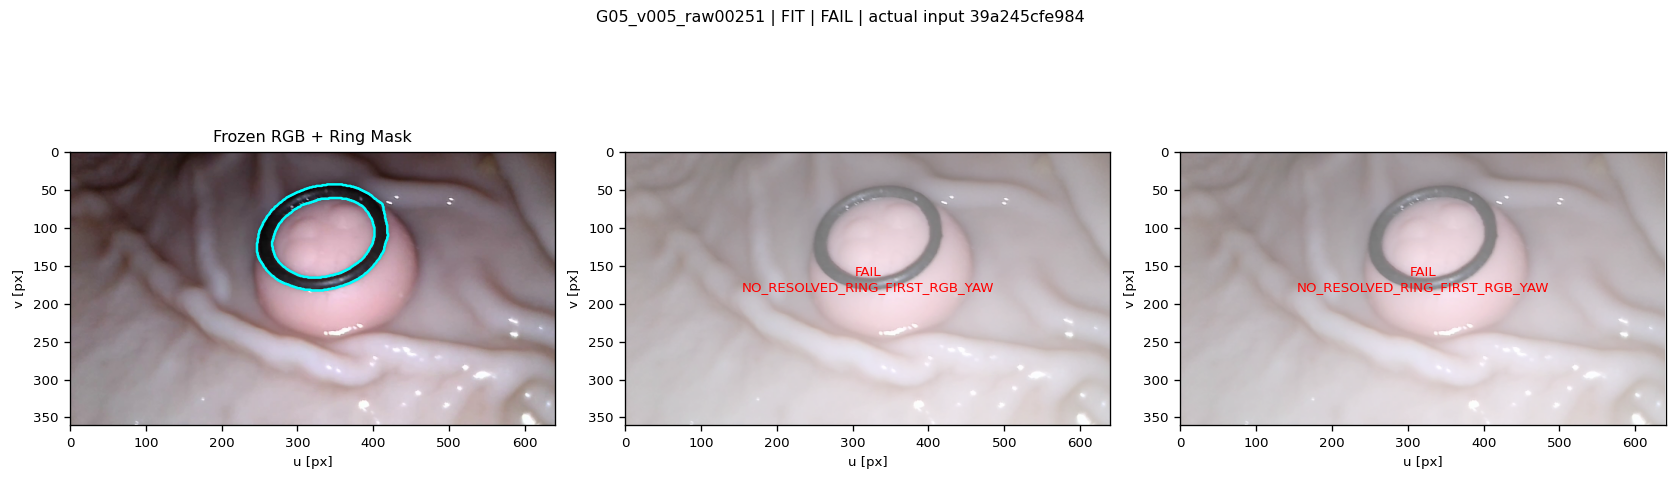 G05_v005_raw00251 | FIT | FAIL | actual input 39a245cfe984
Frozen RGB + Ring Mask
0
50
100
150
200
250
300
350
0 100 200 300 400 500 600
v [px]
u [px]
FAIL
NO_RESOLVED_RING_FIRST_RGB_YAW
0
50
100
150
200
250
300
350
0 100 200 300 400 500 600
v [px]
u [px]
FAIL
NO_RESOLVED_RING_FIRST_RGB_YAW
0
50
100
150
200
250
300
350
0 100 200 300 400 500 600
v [px]
u [px]